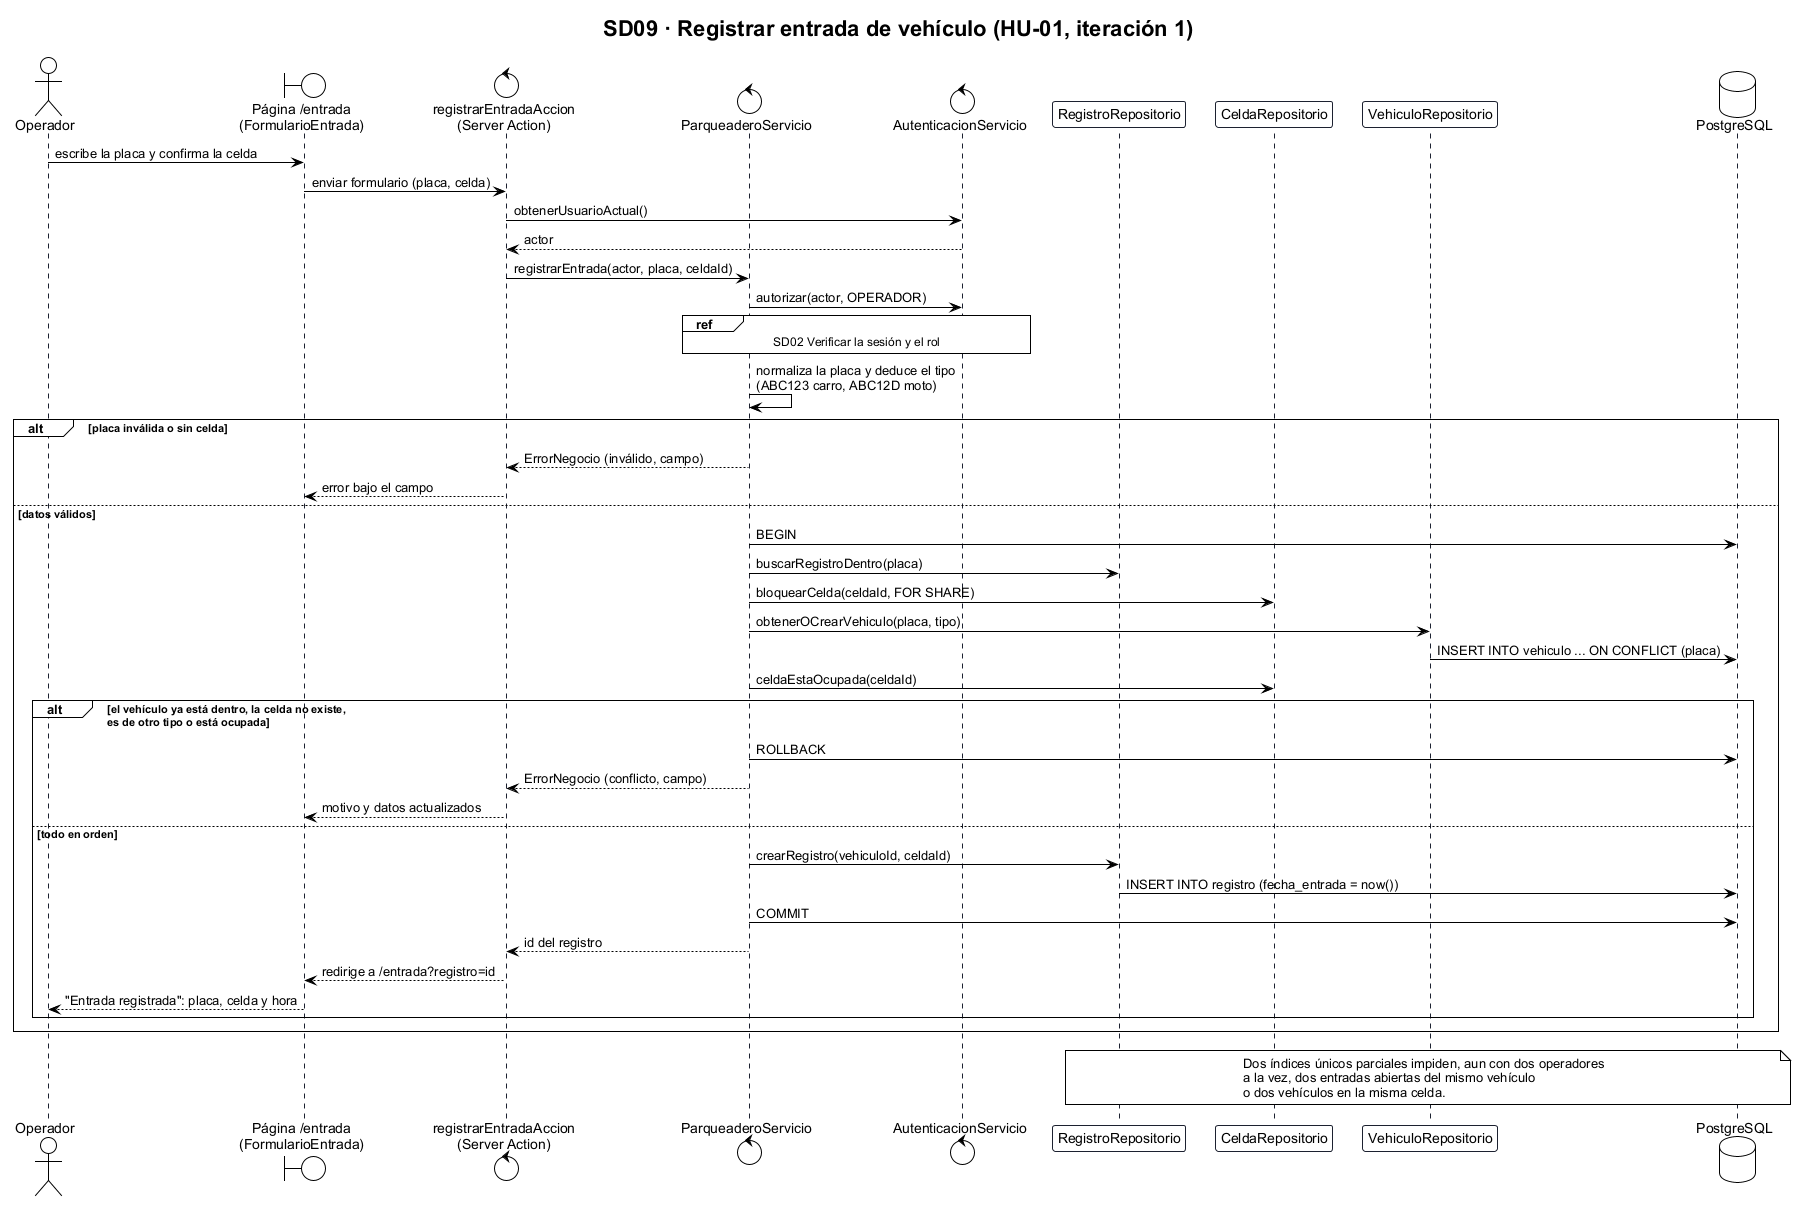 SD09 · Registrar entrada de vehículo (HU-01, iteración 1)
Operador
Página /entrada
(FormularioEntrada)
registrarEntradaAccion
(Server Action)
ParqueaderoServicio
AutenticacionServicio
RegistroRepositorio
CeldaRepositorio
VehiculoRepositorio
PostgreSQL
escribe la placa y confirma la celda
enviar formulario (placa, celda)
obtenerUsuarioActual()
actor
registrarEntrada(actor, placa, celdaId)
autorizar(actor, OPERADOR)
ref
SD02 Verificar la sesión y el rol
normaliza la placa y deduce el tipo
(ABC123 carro, ABC12D moto)
alt [placa inválida o sin celda]
ErrorNegocio (inválido, campo)
error bajo el campo
[datos válidos]
BEGIN
buscarRegistroDentro(placa)
bloquearCelda(celdaId, FOR SHARE)
obtenerOCrearVehiculo(placa, tipo)
INSERT INTO vehiculo ... ON CONFLICT (placa)
celdaEstaOcupada(celdaId)
alt [el vehículo ya está dentro, la celda no existe,
es de otro tipo o está ocupada]
ROLLBACK
ErrorNegocio (conflicto, campo)
motivo y datos actualizados
[todo en orden]
crearRegistro(vehiculoId, celdaId)
INSERT INTO registro (fecha_entrada = now())
COMMIT
id del registro
redirige a /entrada?registro=id
"Entrada registrada": placa, celda y hora
Dos índices únicos parciales impiden, aun con dos operadores
a la vez, dos entradas abiertas del mismo vehículo
o dos vehículos en la misma celda.
Operador
Página /entrada
(FormularioEntrada)
registrarEntradaAccion
(Server Action)
ParqueaderoServicio
AutenticacionServicio
RegistroRepositorio
CeldaRepositorio
VehiculoRepositorio
PostgreSQL